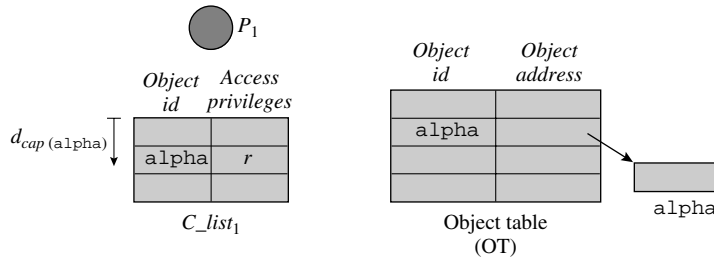 P1
Object id
Access privileges
Object id
Object address
dcap (alpha)
alpha
r
alpha
alpha
C_list1
Object table
(OT)